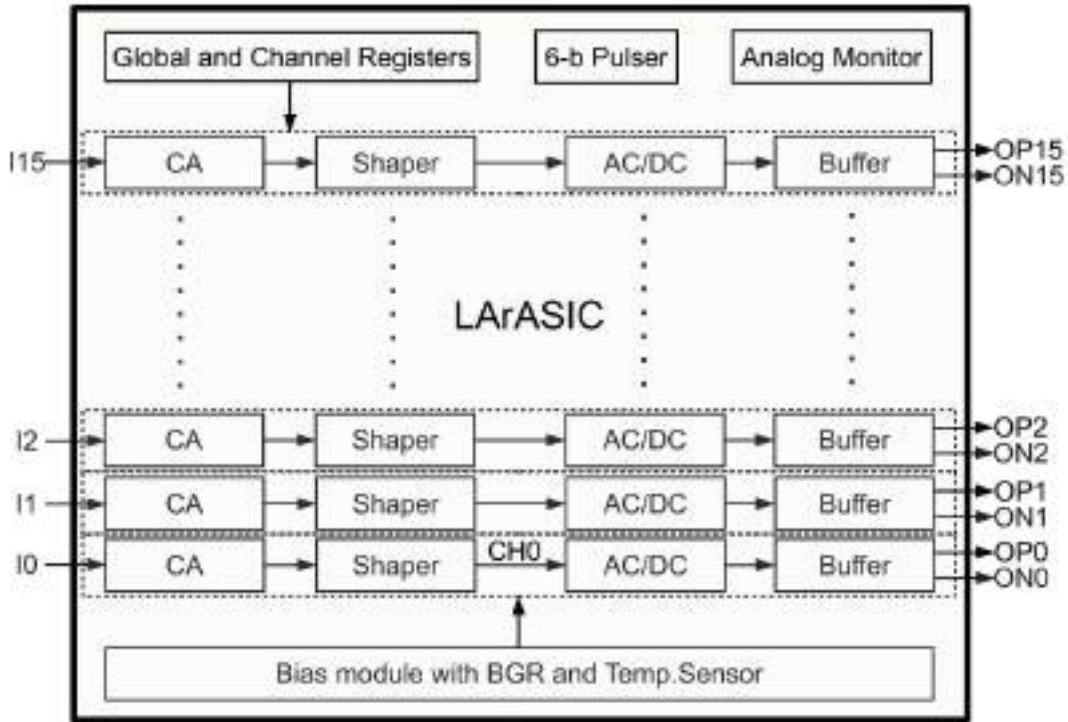 Global and Channel Registers 6-b Pulser Analog Monitor
I15 CA Shaper AC/DC Buffer OP15
ON15
LArASIC
I2 CA Shaper AC/DC Buffer OP2
ON2
I1 CA Shaper AC/DC Buffer OP1
ON1
I0 CA Shaper CH0 AC/DC Buffer OP0
ON0
Bias module with BGR and Temp.Sensor